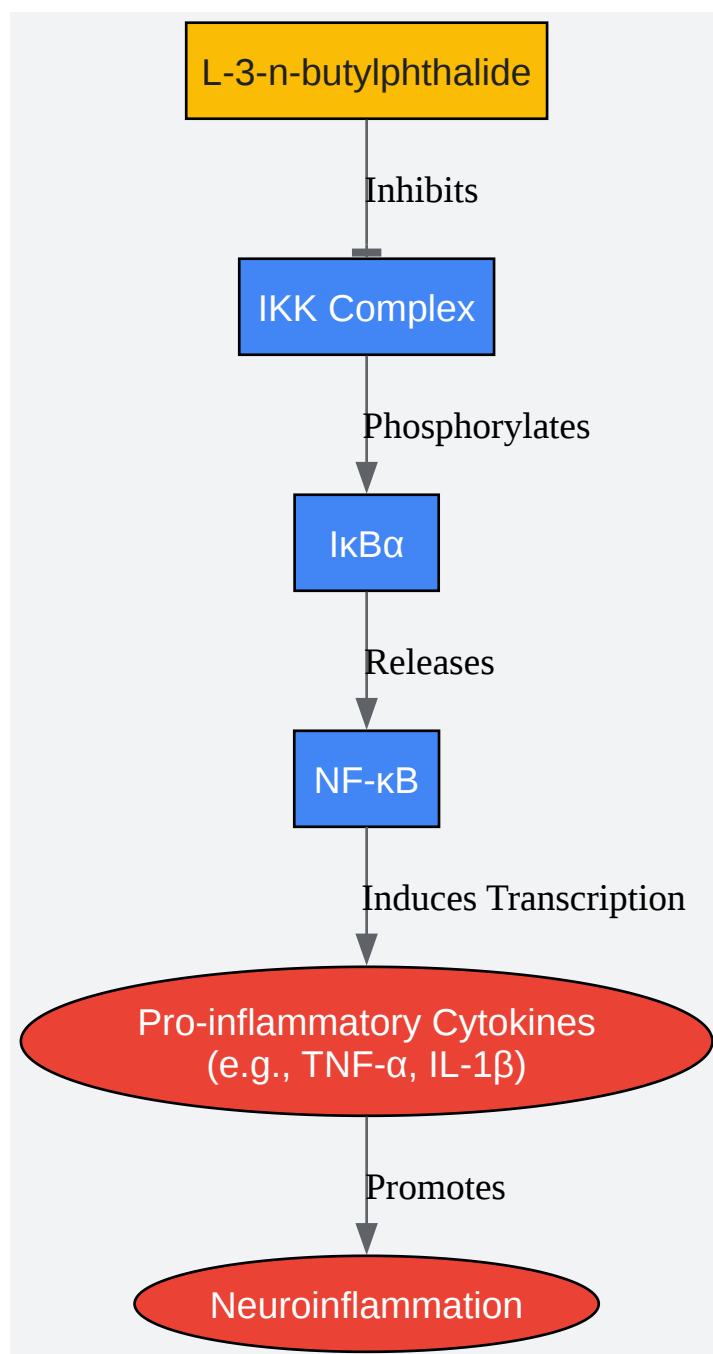 L-3-n-butylphthalide
Inhibits
IKK Complex
Phosphorylates
IκBα
Releases
NF-κB
Induces Transcription
Pro-inflammatory Cytokines
(e.g., TNF-α, IL-1β)
Promotes
Neuroinflammation